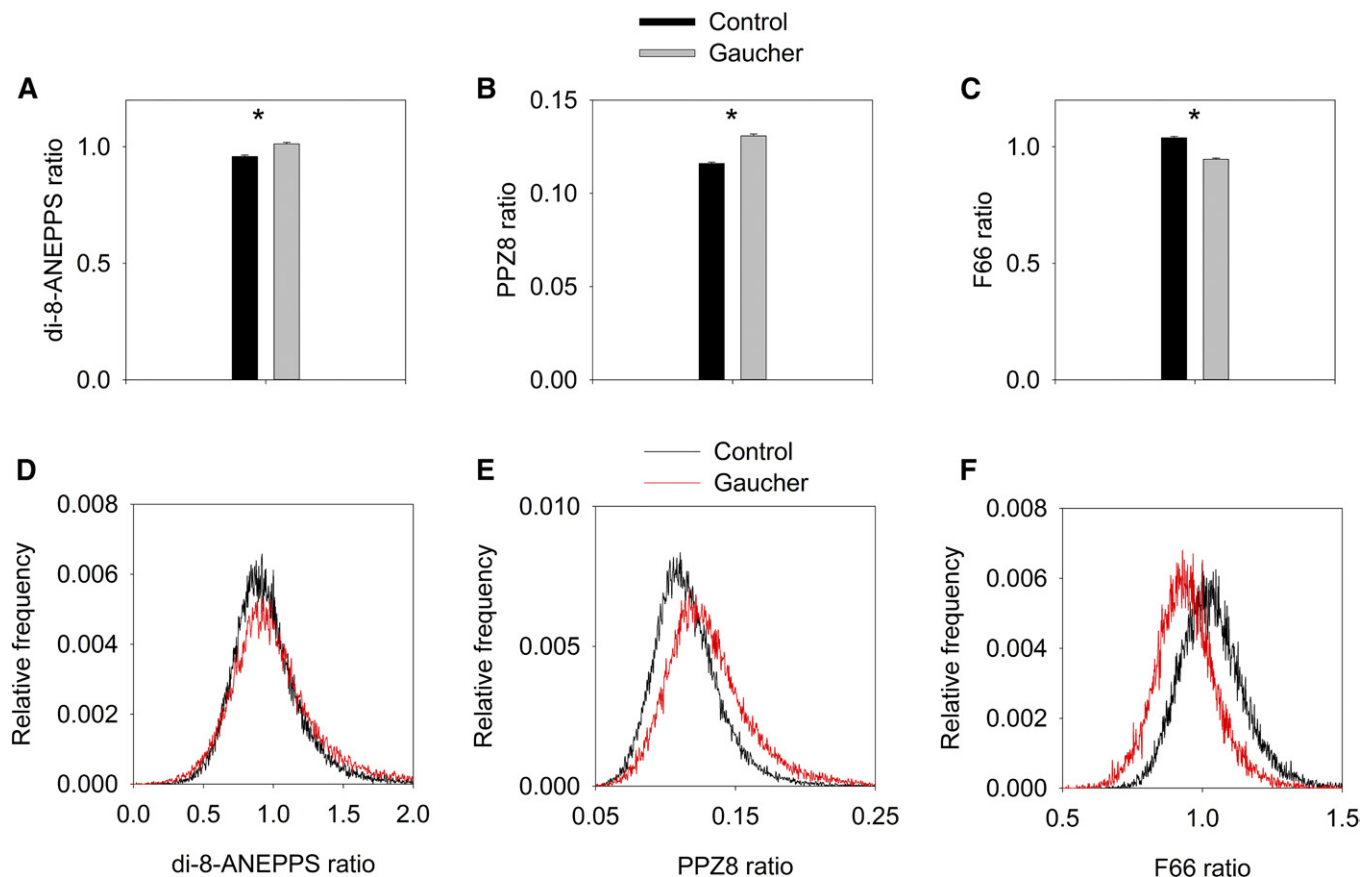 Control
Gaucher
A
B
C
*
*
*
1.0
0.5
0.0
di-8-ANEPPS ratio
0.15
0.10
0.05
0.00
PPZ8 ratio
1.0
0.5
0.0
F66 ratio
Control
Gaucher
D
E
F
0.008
0.006
0.004
0.002
0.000
Relative frequency
0.0
0.5
1.0
1.5
2.0
di-8-ANEPPS ratio
0.010
0.005
0.000
Relative frequency
0.05
0.15
0.25
PPZ8 ratio
0.008
0.006
0.004
0.002
0.000
Relative frequency
0.5
1.0
1.5
F66 ratio